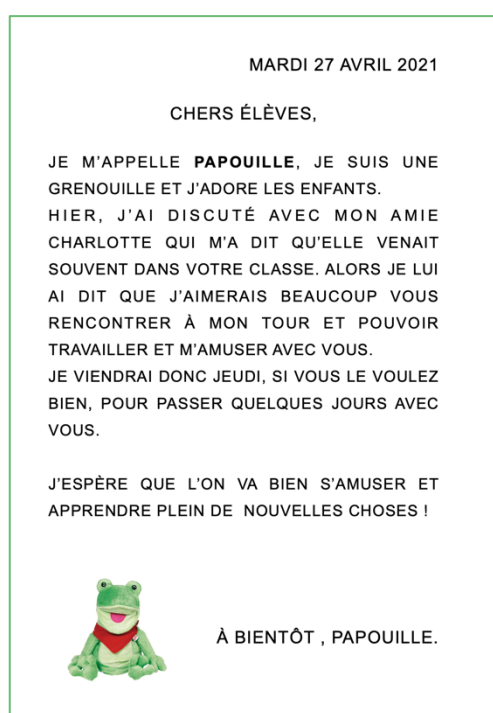 MARDI 27 AVRIL 2021
CHERS ÉLÈVES,
JE M'APPELLE PAPOUILLE, JE SUIS UNE
GRENOUILLE ET J'ADORE LES ENFANTS.
HIER, J'AI DISCUTÉ AVEC MON AMIE
CHARLOTTE QUI M'A DIT QU'ELLE VENAIT
SOUVENT DANS VOTRE CLASSE. ALORS JE LUI
AI DIT QUE J'AIMERAIS BEAUCOUP VOUS
RENCONTRER À MON TOUR ET POUVOIR
TRAVAILLER ET M'AMUSER AVEC VOUS.
JE VIENDRAI DONC JEUDI, SI VOUS LE VOULEZ
BIEN, POUR PASSER QUELQUES JOURS AVEC
VOUS.
J'ESPÈRE QUE L'ON VA BIEN S'AMUSER ET
APPRENDRE PLEIN DE NOUVELLES CHOSES !
À BIENTÔT , PAPOUILLE.